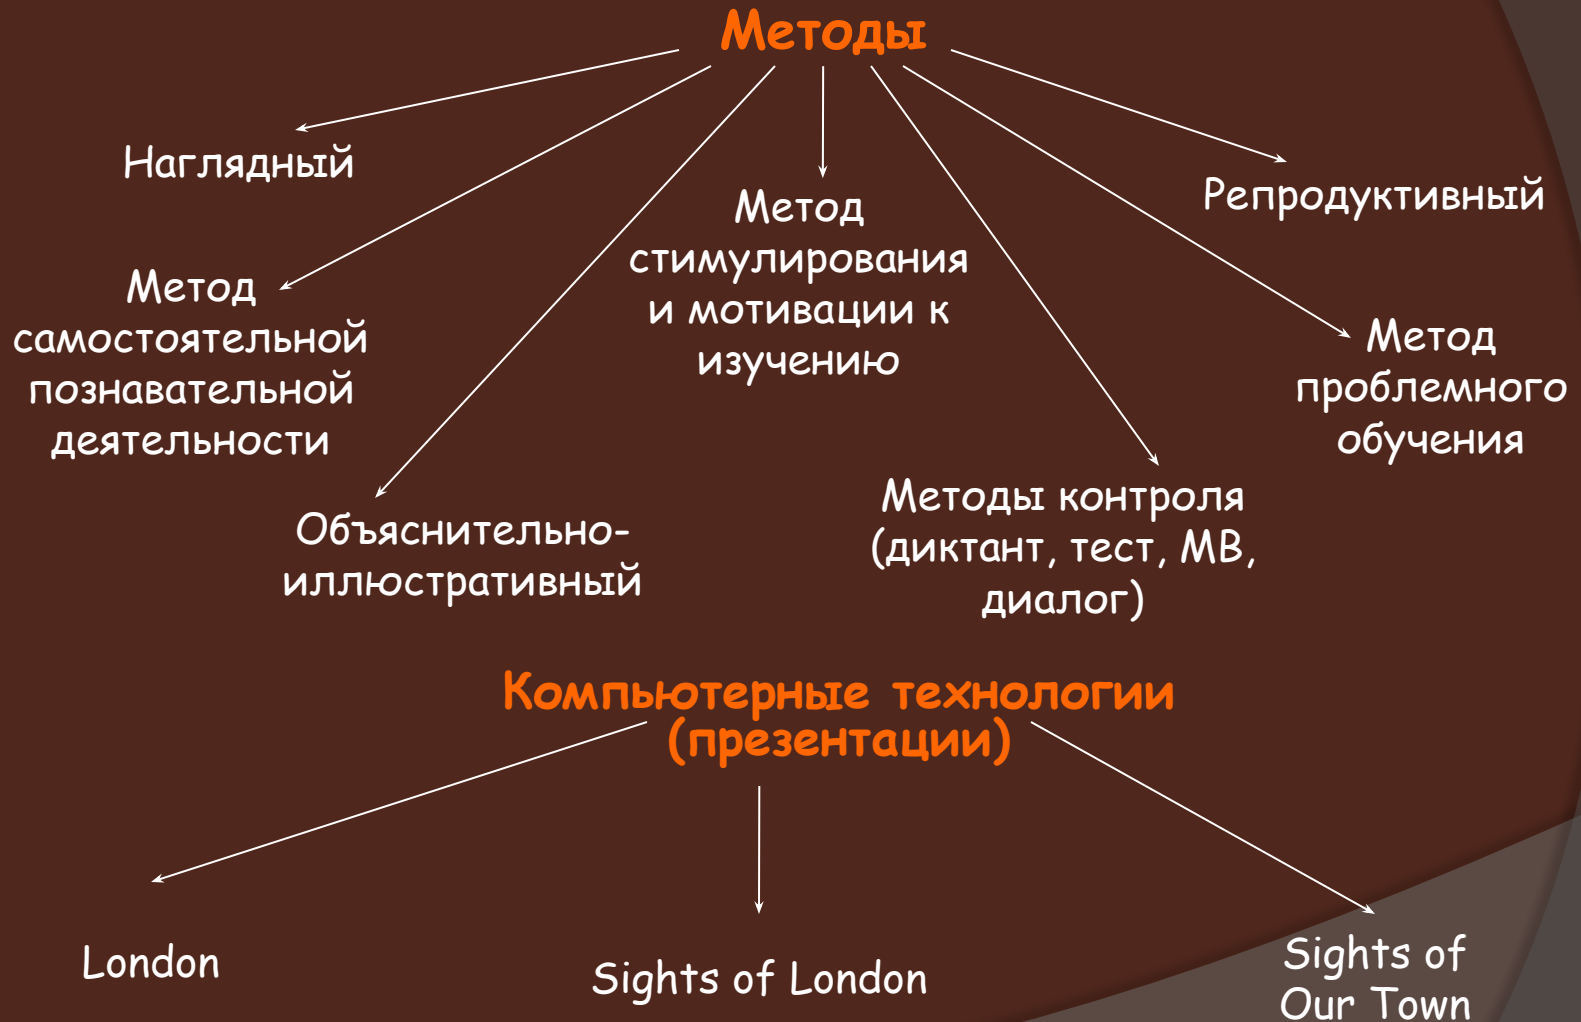 Методы
Наглядный
Репродуктивный
Метод
стимулирования
и мотивации к
изучению
Метод
самостоятельной
познавательной
деятельности
Метод
проблемного
обучения
Объяснительно-
иллюстративный
Методы контроля
(диктант, тест, МВ,
диалог)
Компьютерные технологии
(презентации)
London
Sights of London
Sights of
Our Town